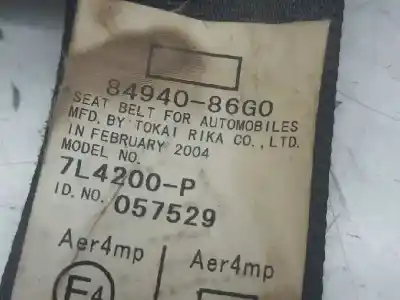 84940-86G0
SEAT BELT FOR AUTOMOBILES
MFD. BY TOKAI RIKA CO., LTD.
IN FEBRUARY 2004
MODEL NO.
7L4200-P
ID. NO. 057529
Aer4mp Aer4mp
E4